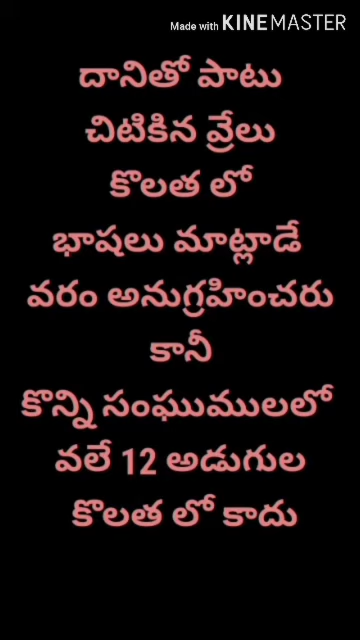 Made with KINEMASTER
దానితో పాటు
చిటికిన వ్రేలు
కొలత లో
భాషలు మాట్లాడే
వరం అనుగ్రహించరు
కానీ
కొన్ని సంఘుములలో
వలే 12 అడుగుల
కొలత లో కాదు